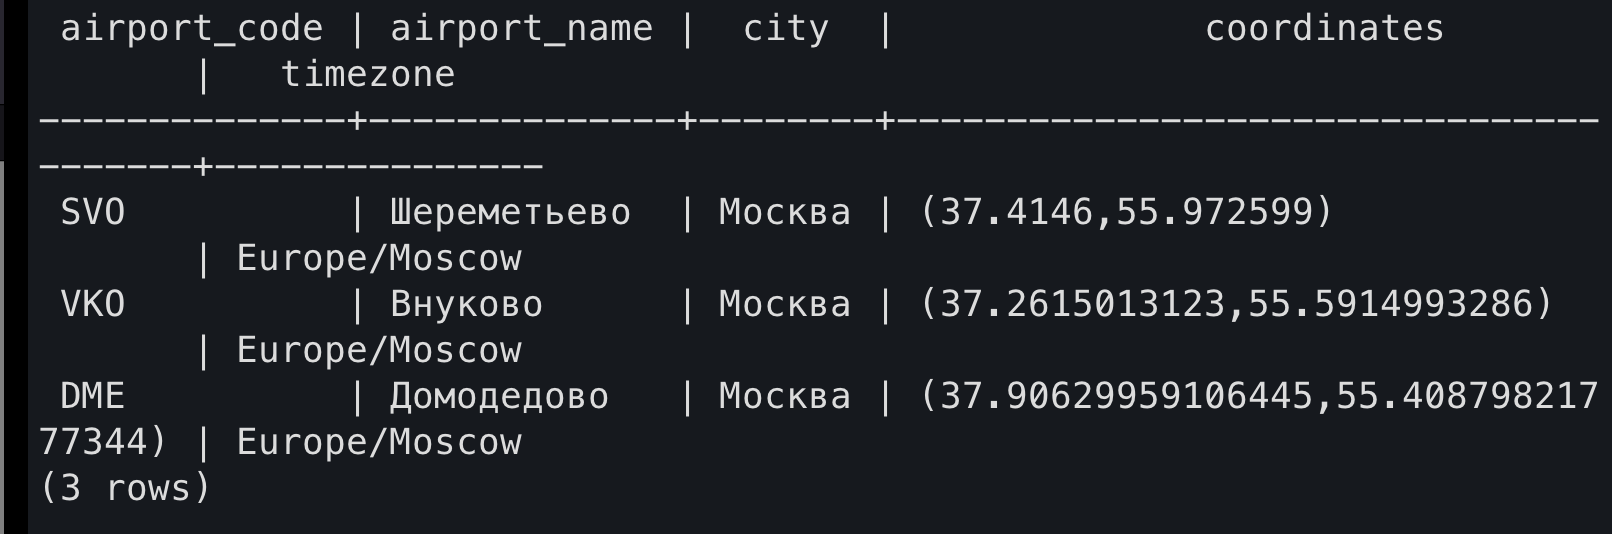 airport_code | airport_name |  city  |              coordinates
       |   timezone
--------------+--------------+--------+---------------------------------
-------+---------------
 SVO          | Шереметьево  | Москва | (37.4146,55.972599)
       | Europe/Moscow
 VKO          | Внуково      | Москва | (37.2615013123,55.5914993286)
       | Europe/Moscow
 DME          | Домодедово   | Москва | (37.90629959106445,55.408798217
77344) | Europe/Moscow
(3 rows)